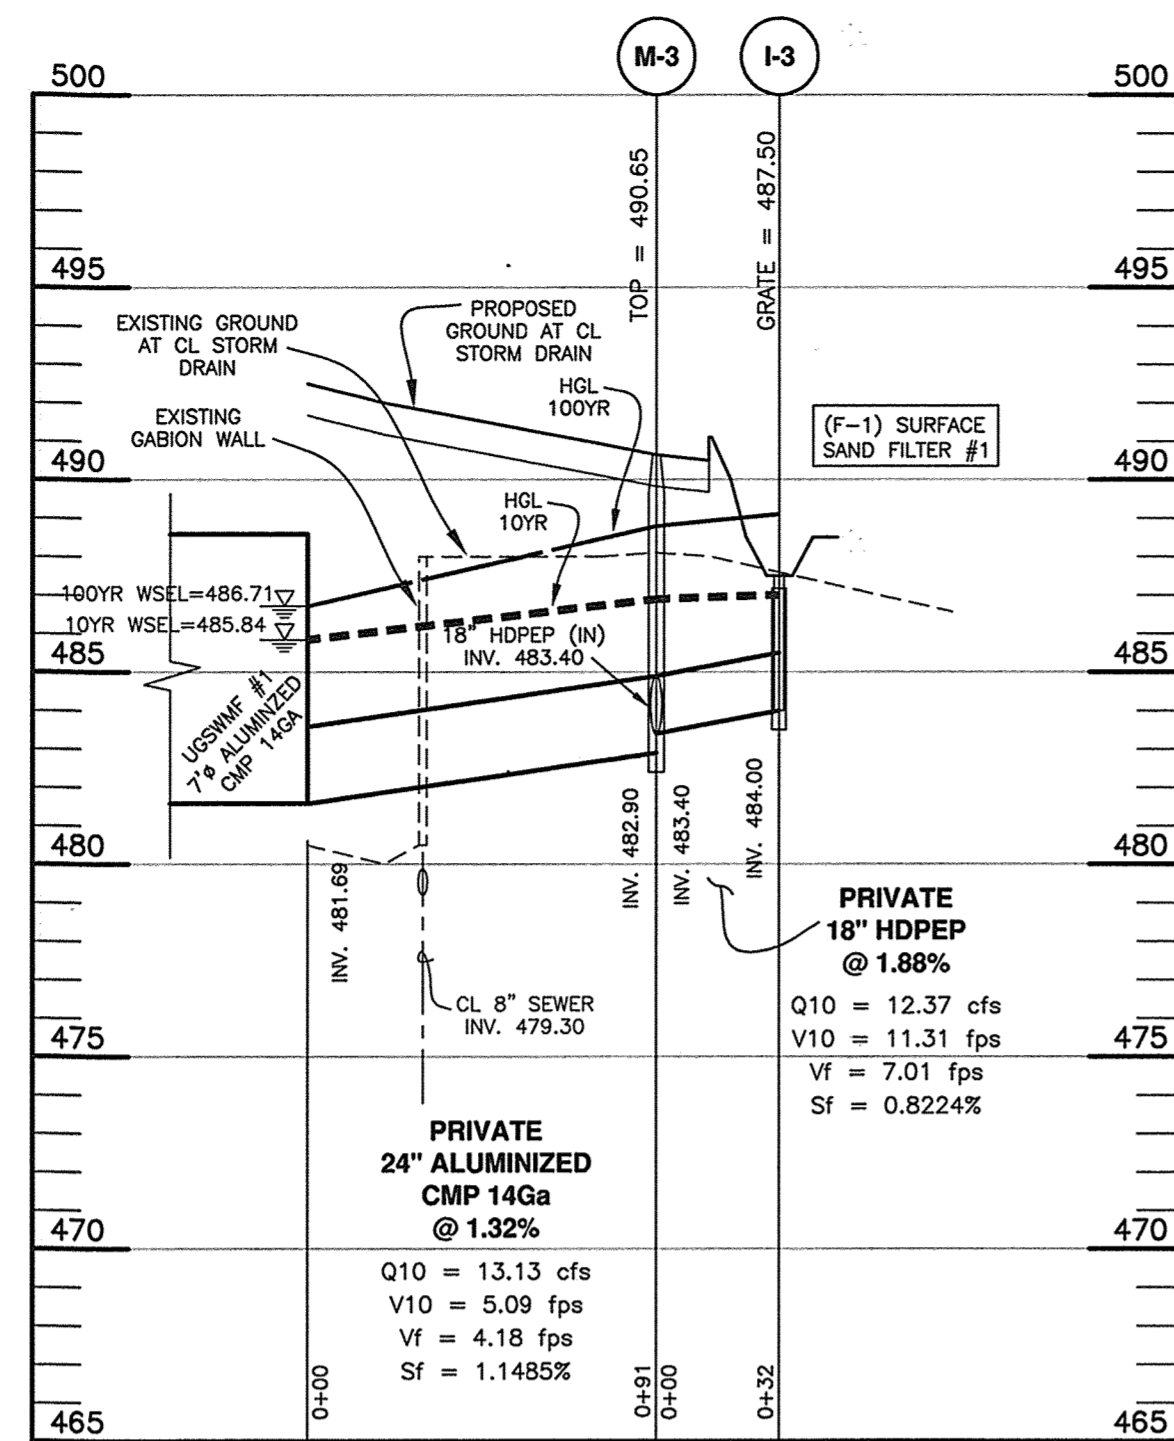 M-3
I-3
500
500
TOP = 490.65
GRATE = 487.50
495
495
EXISTING GROUND
AT CL STORM
DRAIN
PROPOSED
GROUND AT CL
STORM DRAIN
HGL
100YR
EXISTING
GABION WALL
(F-1) SURFACE
SAND FILTER #1
490
490
HGL
10YR
100YR WSEL=486.71
10YR WSEL=485.84
18" HDPEP (IN)
INV. 483.40
485
485
UGSWMF #1
7'ø ALUMINZED
CMP 14GA
INV. 482.90
INV. 483.40
INV. 484.00
480
480
INV. 481.69
PRIVATE
18" HDPEP
@ 1.88%
Q10 = 12.37 cfs
V10 = 11.31 fps
Vf = 7.01 fps
Sf = 0.8224%
CL 8" SEWER
INV. 479.30
475
475
PRIVATE
24" ALUMINIZED
CMP 14Ga
@ 1.32%
Q10 = 13.13 cfs
V10 = 5.09 fps
Vf = 4.18 fps
Sf = 1.1485%
470
470
0+00
0+91
0+00
0+32
465
465